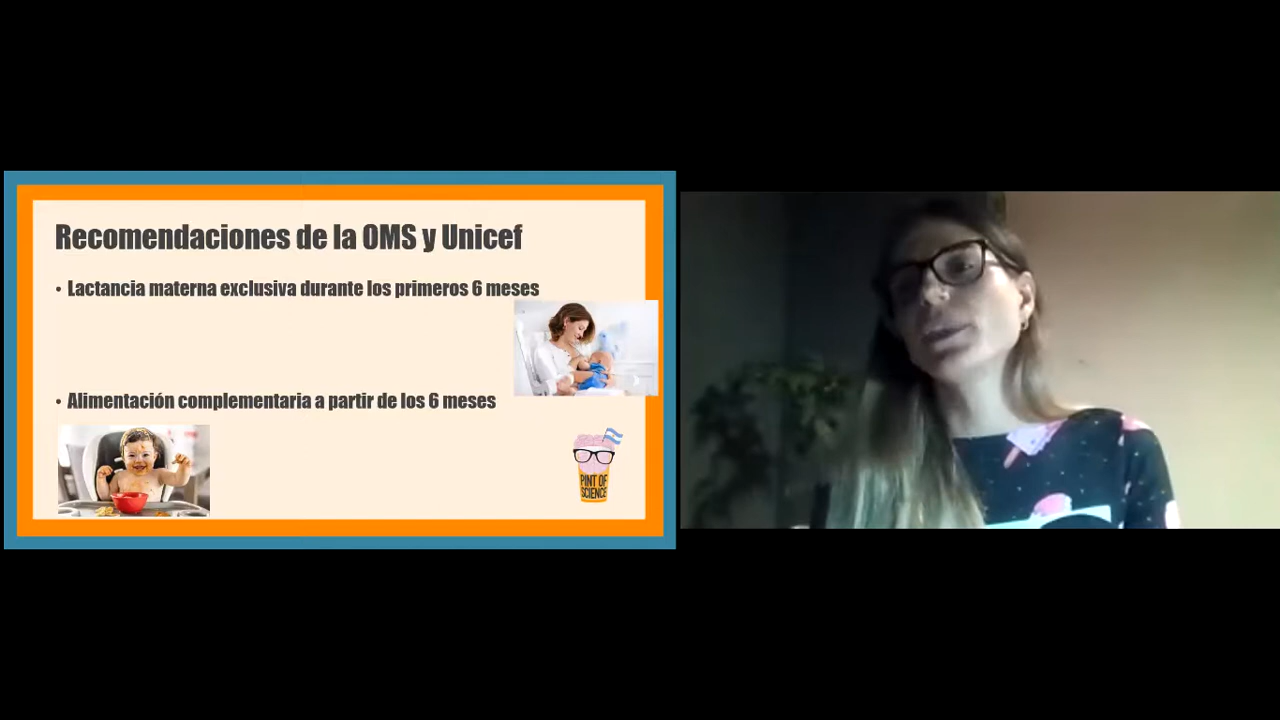 Recomendaciones de la OMS y Unicef
• Lactancia materna exclusiva durante los primeros 6 meses
• Alimentación complementaria a partir de los 6 meses
PINT OF
SCIENCE